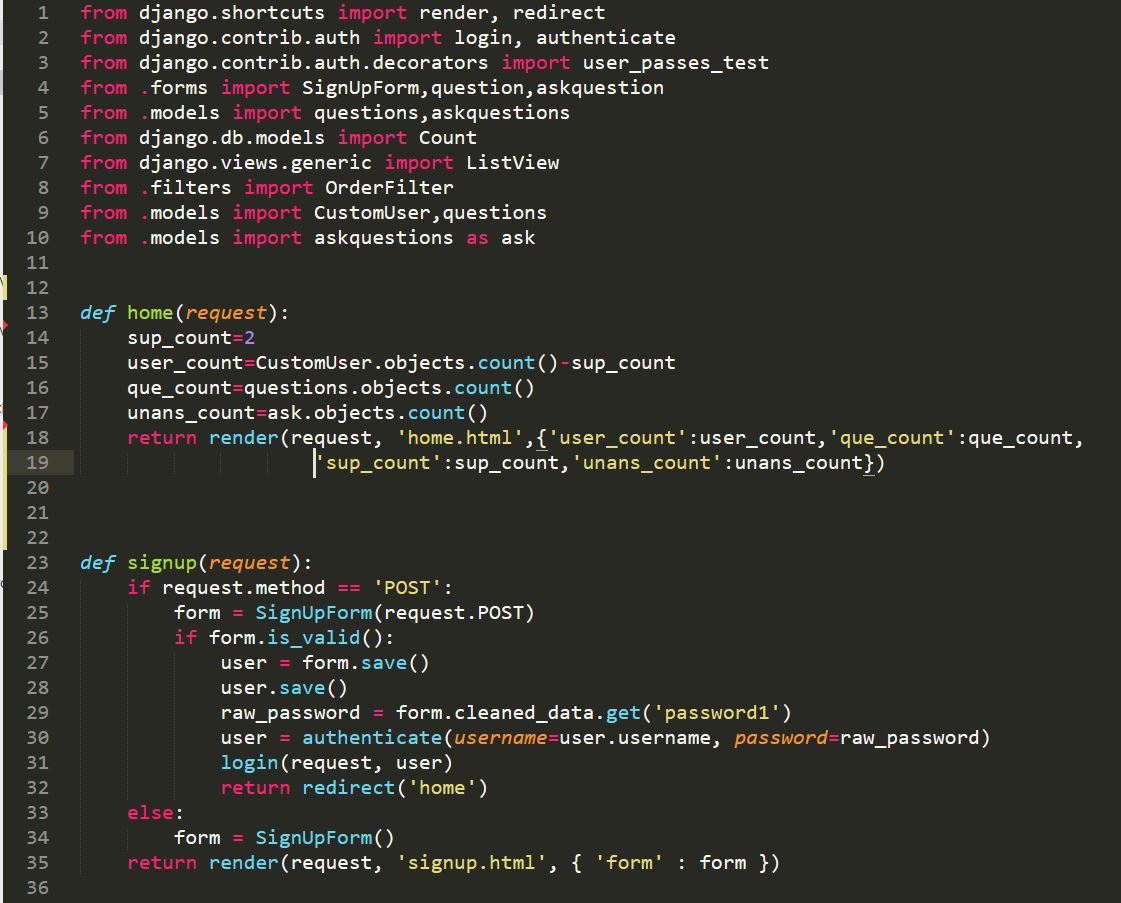 1 from django.shortcuts import render, redirect
2 from django.contrib.auth import login, authenticate
3 from django.contrib.auth.decorators import user_passes_test
4 from .forms import SignUpForm,question,askquestion
5 from .models import questions,askquestions
6 from django.db.models import Count
7 from django.views.generic import ListView
8 from .filters import OrderFilter
9 from .models import CustomUser,questions
10 from .models import askquestions as ask
11
12
13 def home(request):
14     sup_count=2
15     user_count=CustomUser.objects.count()-sup_count
16     que_count=questions.objects.count()
17     unans_count=ask.objects.count()
18     return render(request, 'home.html',{'user_count':user_count,'que_count':que_count,
19                     'sup_count':sup_count,'unans_count':unans_count})
20
21
22
23 def signup(request):
24     if request.method == 'POST':
25         form = SignUpForm(request.POST)
26         if form.is_valid():
27             user = form.save()
28             user.save()
29             raw_password = form.cleaned_data.get('password1')
30             user = authenticate(username=user.username, password=raw_password)
31             login(request, user)
32             return redirect('home')
33     else:
34         form = SignUpForm()
35     return render(request, 'signup.html', { 'form' : form })
36